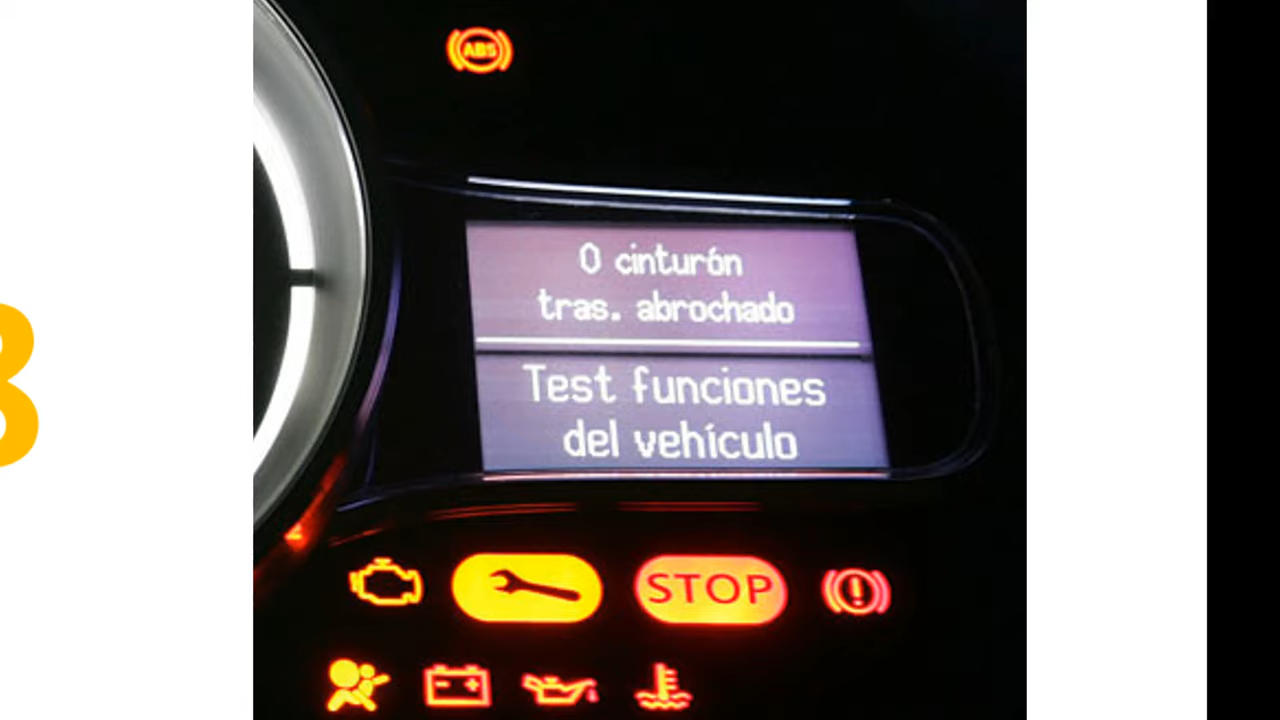 ABS
0 cinturón
tras. abrochado
Test funciones
del vehículo
STOP